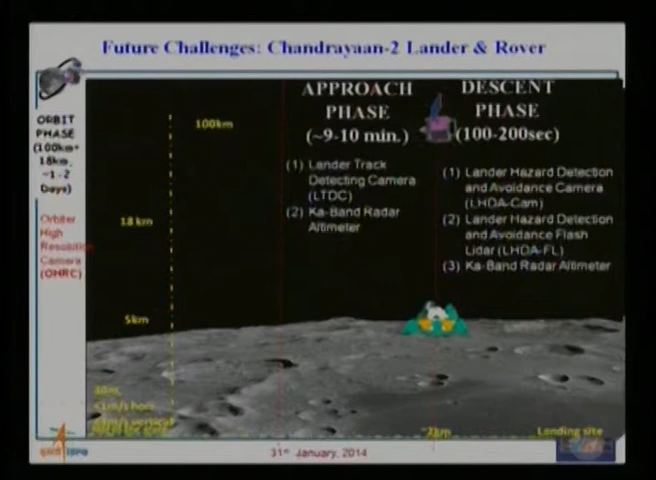 Future Challenges: Chandrayaan-2 Lander & Rover
ORBIT
PHASE
(100km*
18km,
~1-2
Days)
Orbiter
High
Resolution
Camera
(OHRC)
100km
18 km
5km
APPROACH
PHASE
(~9-10 min.)
(1) Lander Track
Detecting Camera
(LTDC)
(2) Ka-Band Radar
Altimeter
DESCENT
PHASE
(100-200sec)
(1) Lander Hazard Detection
and Avoidance Camera
(LHDA-Cam)
(2) Lander Hazard Detection
and Avoidance Flash
Lidar (LHDA-FL)
(3) Ka-Band Radar Altimeter
~2km
Landing site
31st January, 2014